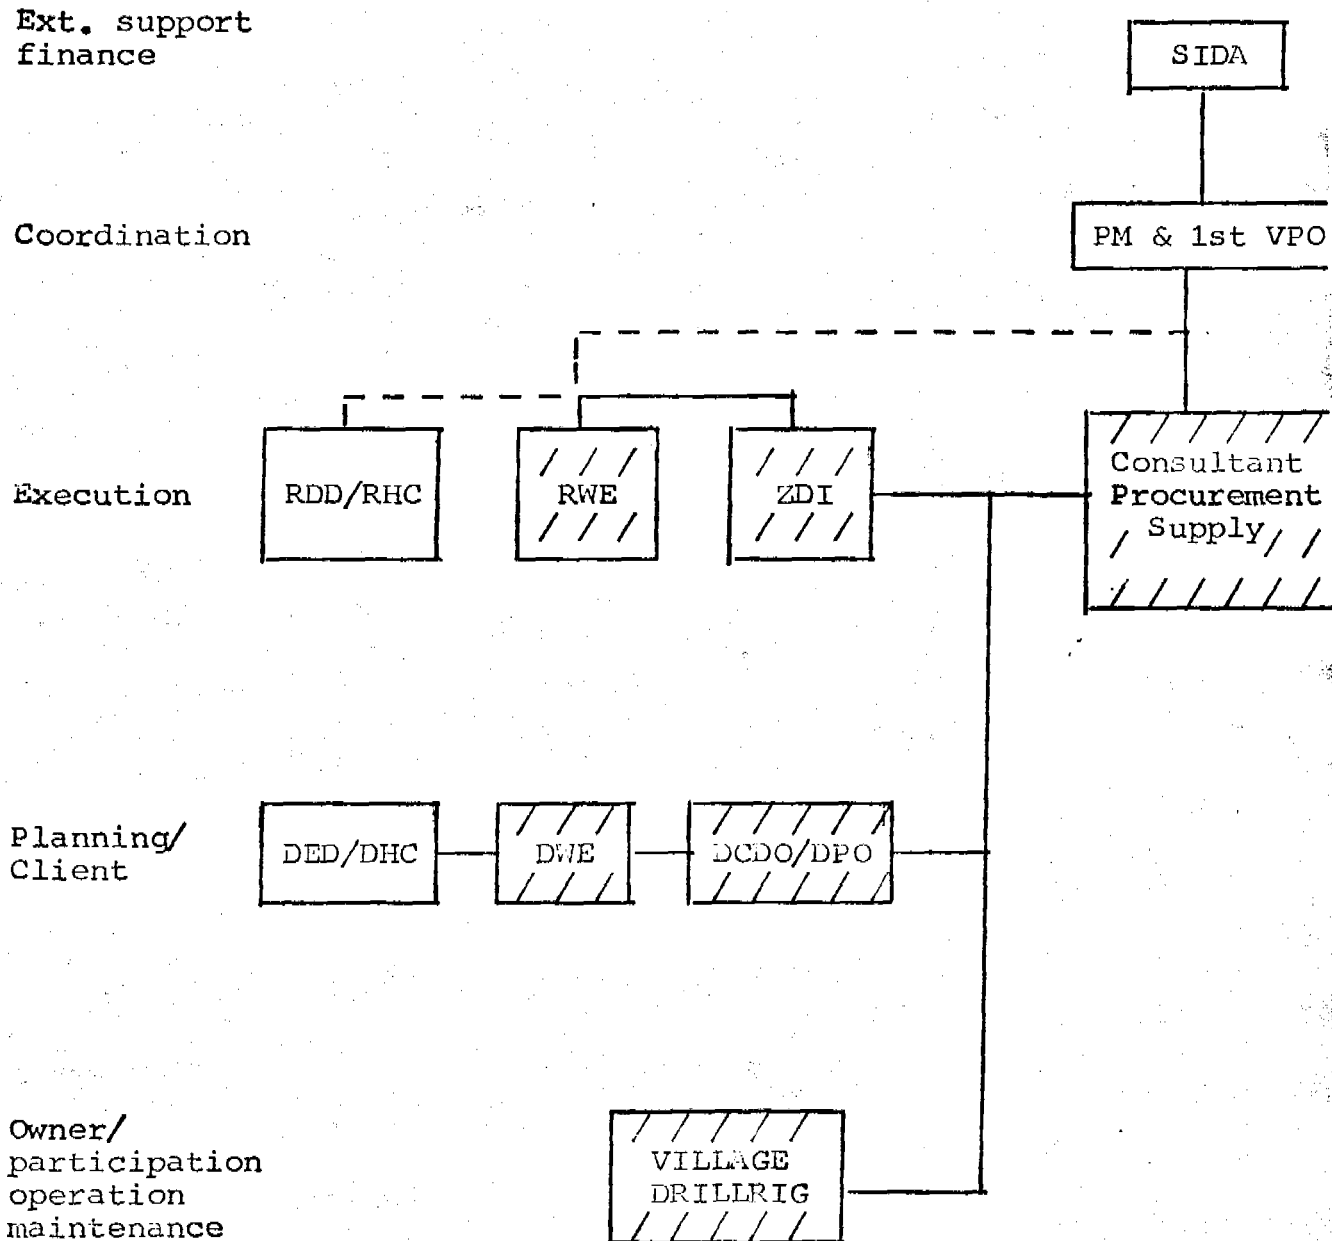 Ext. support
finance
SIDA
Coordination
PM & 1st VPO
Execution
RDD/RHC
RWE
ZDI
Consultant
Procurement
Supply
Planning/
Client
DED/DHC
DWE
DCDO/DPO
Owner/
participation
operation
maintenance
VILLAGE
DRILLRIG